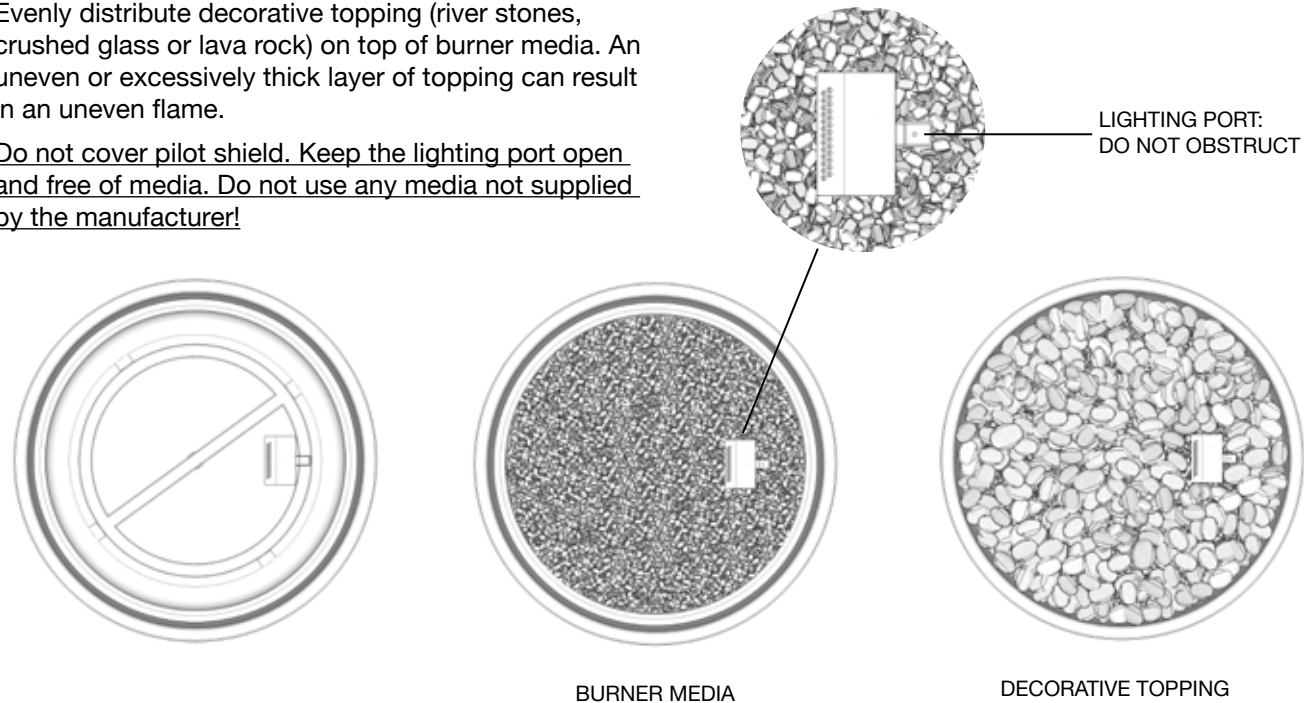 Evenly distribute decorative topping (river stones,
crushed glass or lava rock) on top of burner media. An
uneven or excessively thick layer of topping can result
in an uneven flame.
Do not cover pilot shield. Keep the lighting port open
and free of media. Do not use any media not supplied
by the manufacturer!
LIGHTING PORT:
DO NOT OBSTRUCT
BURNER MEDIA
DECORATIVE TOPPING